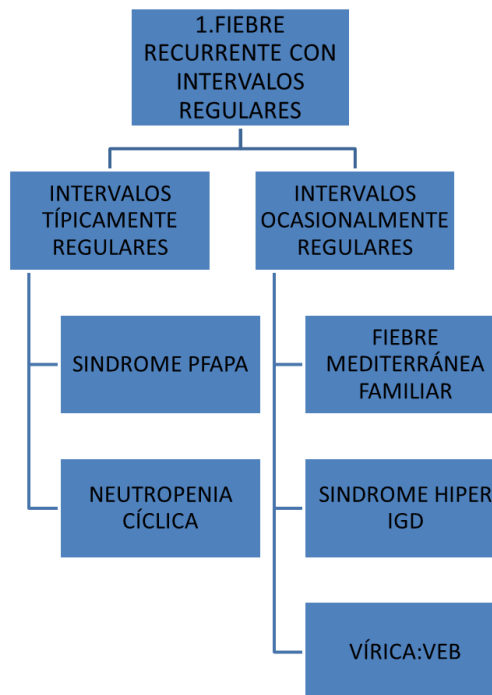 1.FIEBRE
RECURRENTE CON
INTERVALOS
REGULARES
INTERVALOS
TÍPICAMENTE
REGULARES
SINDROME PFAPA
NEUTROPENIA
CÍCLICA
INTERVALOS
OCASIONALMENTE
REGULARES
FIEBRE
MEDITERRÁNEA
FAMILIAR
SINDROME HIPER
IGD
VÍRICA:VEB